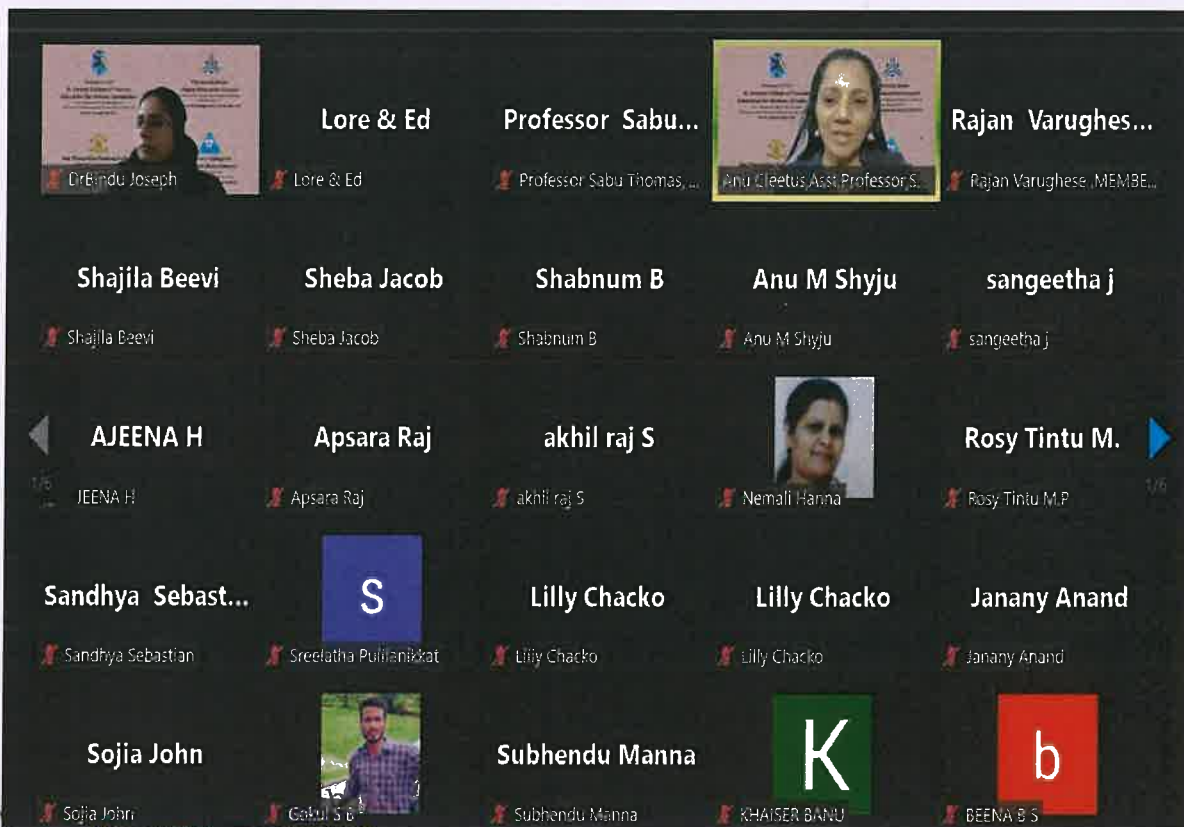 DrBindu Joseph
Lore & Ed
Lore & Ed
Professor Sabu...
Professor Sabu Thomas, ...
Anu Cleetus Asst Professor S.
Rajan Varughes...
Rajan Varughese ,MEMBE...
Shajila Beevi
Shajila Beevi
Sheba Jacob
Sheba Jacob
Shabnum B
Shabnum B
Anu M Shyju
Anu M Shyju
sangeetha j
sangeetha j
1/6
AJEENA H
JEENA H
Apsara Raj
Apsara Raj
akhil raj S
akhil raj S
Nemali Hanna
Rosy Tintu M.
Rosy Tintu M.P
1/6
Sandhya Sebast...
Sandhya Sebastian
S
Sreelatha Pullanikkat
Lilly Chacko
Lilly Chacko
Lilly Chacko
Lilly Chacko
Janany Anand
Janany Anand
Sojia John
Sojia John
Gokul S B
Subhendu Manna
Subhendu Manna
K
KHAISER BANU
b
BEENA B S